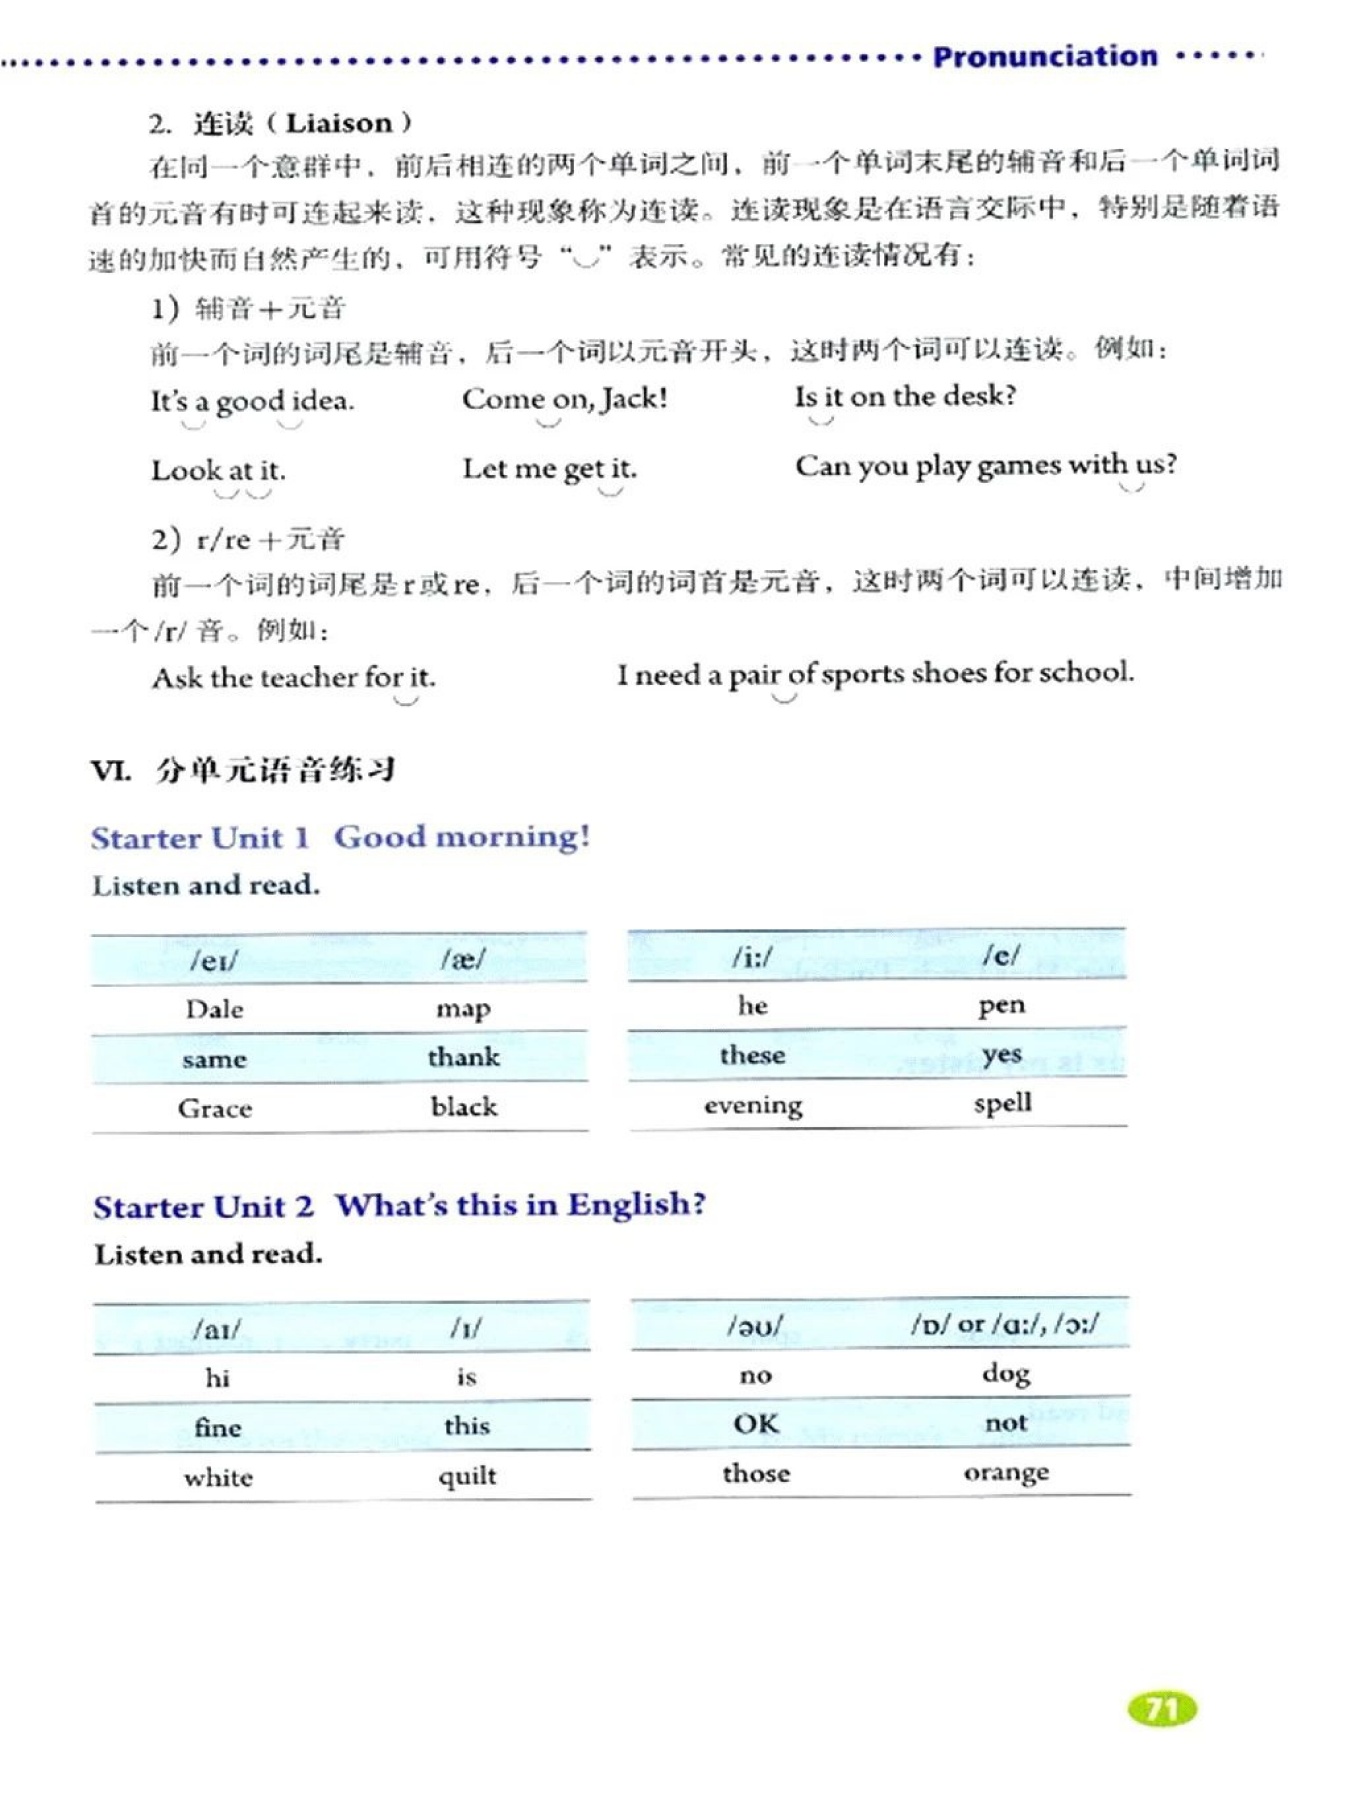 Pronunciation
2. 连读（Liaison）
在同一个意群中，前后相连的两个单词之间，前一个单词末尾的辅音和后一个单词词
首的元音有时可连起来读，这种现象称为连读。连读现象是在语言交际中，特别是随着语
速的加快而自然产生的，可用符号“‿”表示。常见的连读情况有：
1）辅音＋元音
前一个词的词尾是辅音，后一个词以元音开头，这时两个词可以连读。例如：
It’s‿a good‿idea. Come‿on, Jack! Is‿it on the desk?
Look‿at‿it. Let me get‿it. Can you play games with‿us?
2）r/re＋元音
前一个词的词尾是r或re，后一个词的词首是元音，这时两个词可以连读，中间增加
一个/r/ 音。例如：
Ask the teacher for‿it. I need a pair‿of sports shoes for school.
VI. 分单元语音练习
Starter Unit 1 Good morning!
Listen and read.
/eɪ/ /æ/ /i:/ /e/
Dale map he pen
same thank these yes
Grace black evening spell
Starter Unit 2 What’s this in English?
Listen and read.
/aɪ/ /ɪ/ /əʊ/ /ɒ/ or /ɑ:/, /ɔ:/
hi is no dog
fine this OK not
white quilt those orange
71